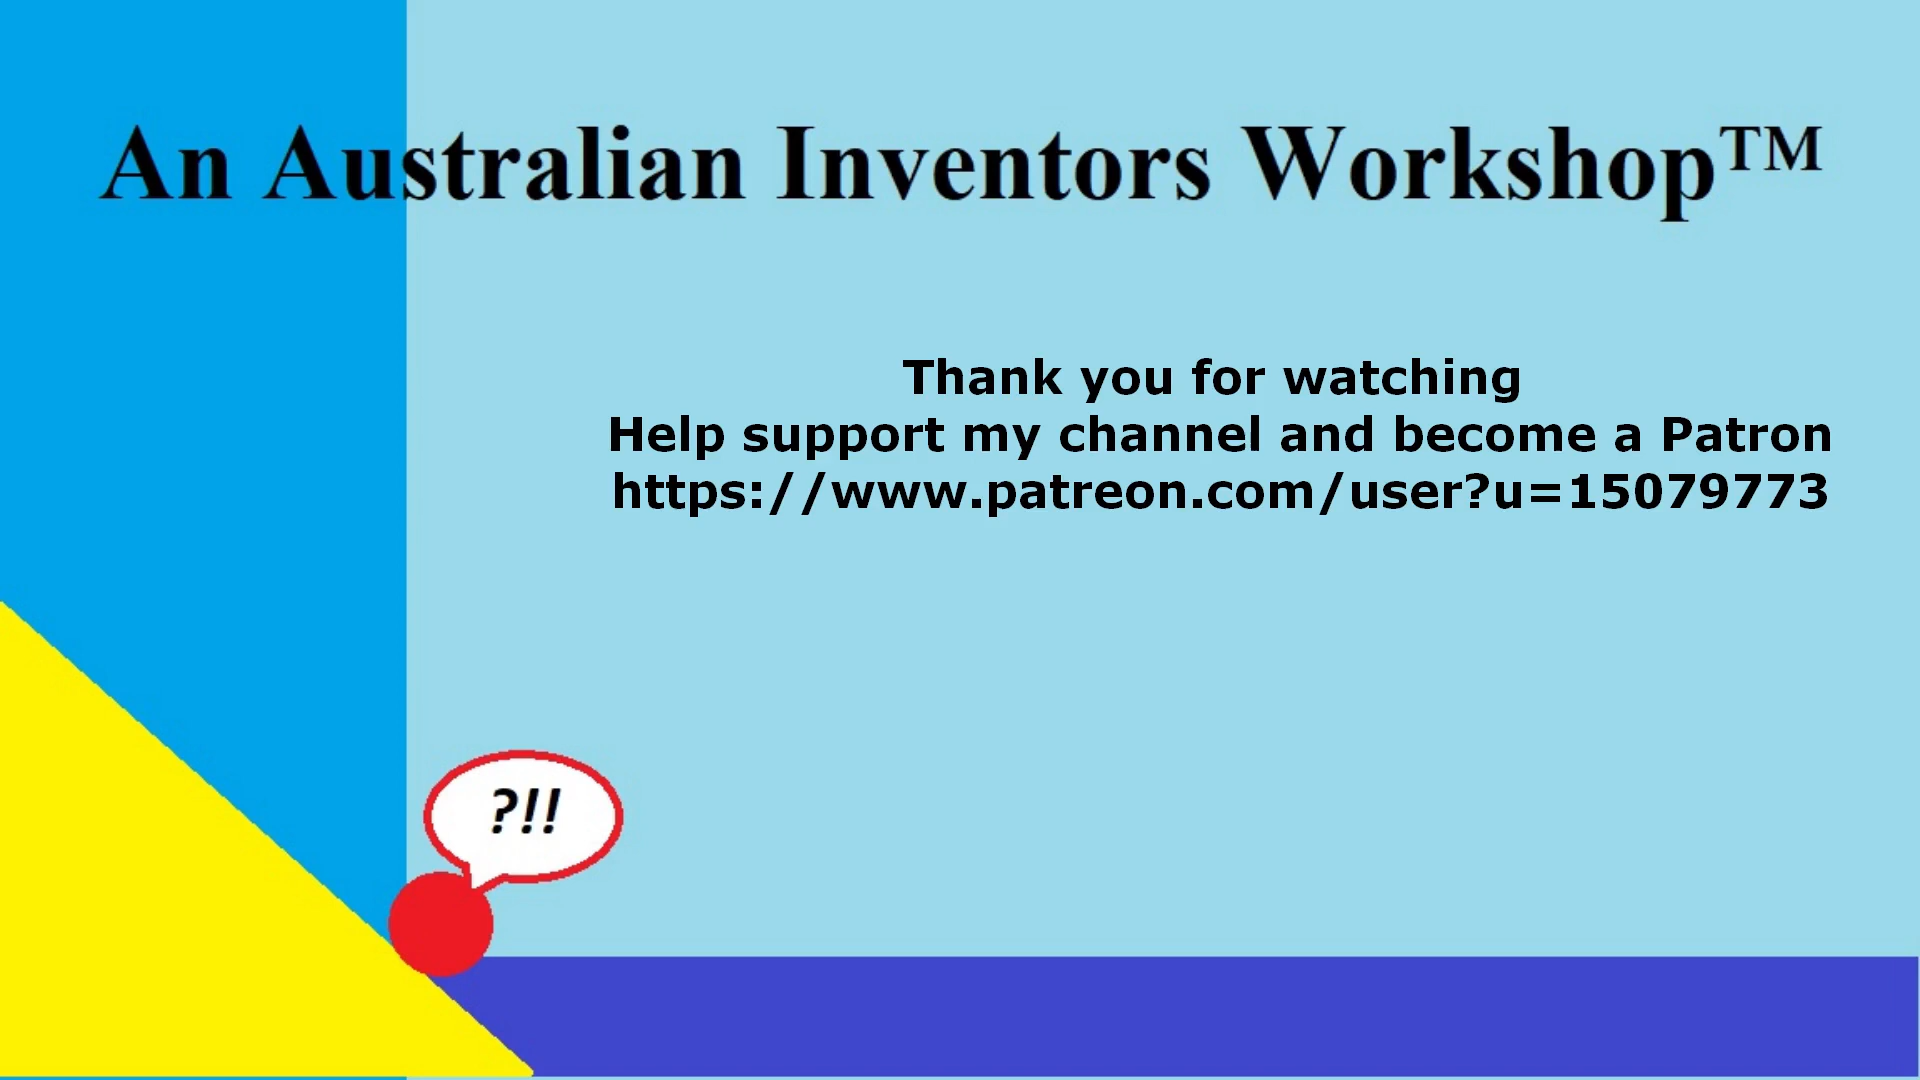 An Australian Inventors Workshop™
Thank you for watching
Help support my channel and become a Patron
https://www.patreon.com/user?u=15079773
?!!